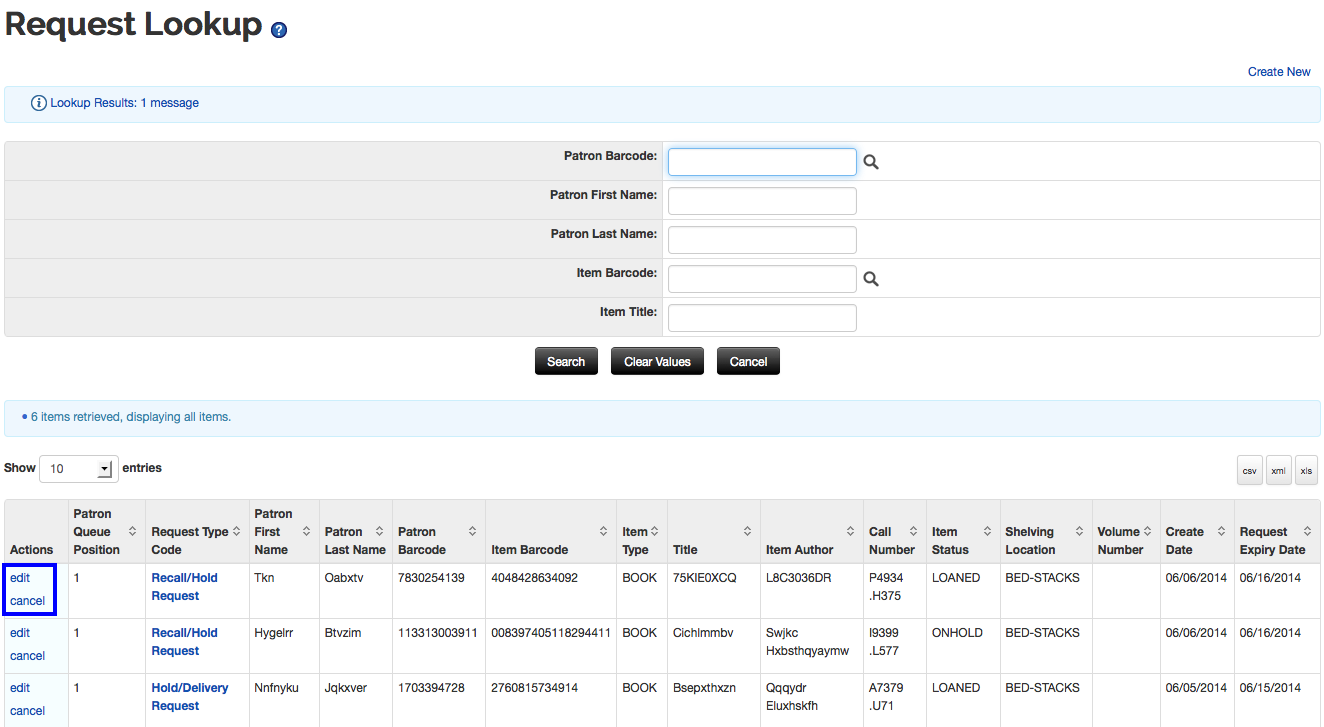 Request Lookup ?
Create New
Lookup Results: 1 message
Patron Barcode:
Patron First Name:
Patron Last Name:
Item Barcode:
Item Title:
Search Clear Values Cancel
• 6 items retrieved, displaying all items.
Show 10 entries csv xml xls
Actions Patron Queue Position Request Type Code Patron First Name Patron Last Name Patron Barcode Item Barcode Item Type Title Item Author Call Number Item Status Shelving Location Volume Number Create Date Request Expiry Date
edit 1 Recall/Hold Tkn Oabxtv 7830254139 4048428634092 BOOK 75KIE0XCQ L8C3036DR P4934 LOANED BED-STACKS 06/06/2014 06/16/2014
cancel Request .H375
edit 1 Recall/Hold Hygelrr Btvzim 113313003911 008397405118294411 BOOK Cichlmmbv Swjkc I9399 ONHOLD BED-STACKS 06/06/2014 06/16/2014
cancel Request Hxbsthqyaymw .L577
edit 1 Hold/Delivery Nnfnyku Jqkxver 1703394728 2760815734914 BOOK Bsepxthxzn Qqqydr A7379 LOANED BED-STACKS 06/05/2014 06/15/2014
cancel Request Eluxhskfh .U71